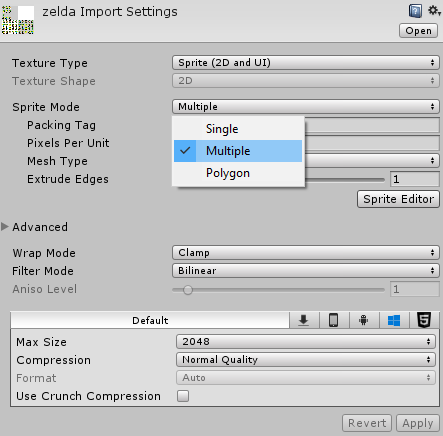 zelda Import Settings
Open
Texture Type Sprite (2D and UI)
Texture Shape 2D
Sprite Mode Multiple
Packing Tag
Single
Pixels Per Unit
Multiple
Mesh Type
Polygon
Extrude Edges 1
Sprite Editor
Advanced
Wrap Mode Clamp
Filter Mode Bilinear
Aniso Level 1
Default
Max Size 2048
Compression Normal Quality
Format Auto
Use Crunch Compression
Revert Apply